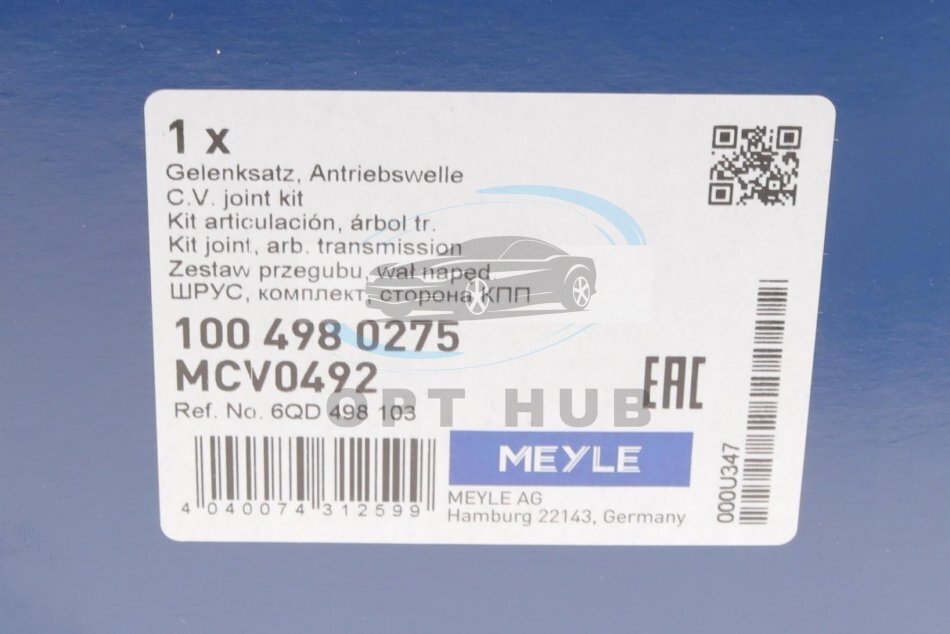 1 x
Gelenksatz, Antriebswelle
C.V. joint kit
Kit articulación, árbol tr.
Kit joint, arb. transmission
Zestaw przegubu, wał napęd.
ШРУС, комплект, сторона КПП
100 498 0275
MCV0492
Ref. No. 6QD 498 103
EAC
OPT HUB
MEYLE
MEYLE AG
Hamburg 22143, Germany
4 040074 312599
000U347